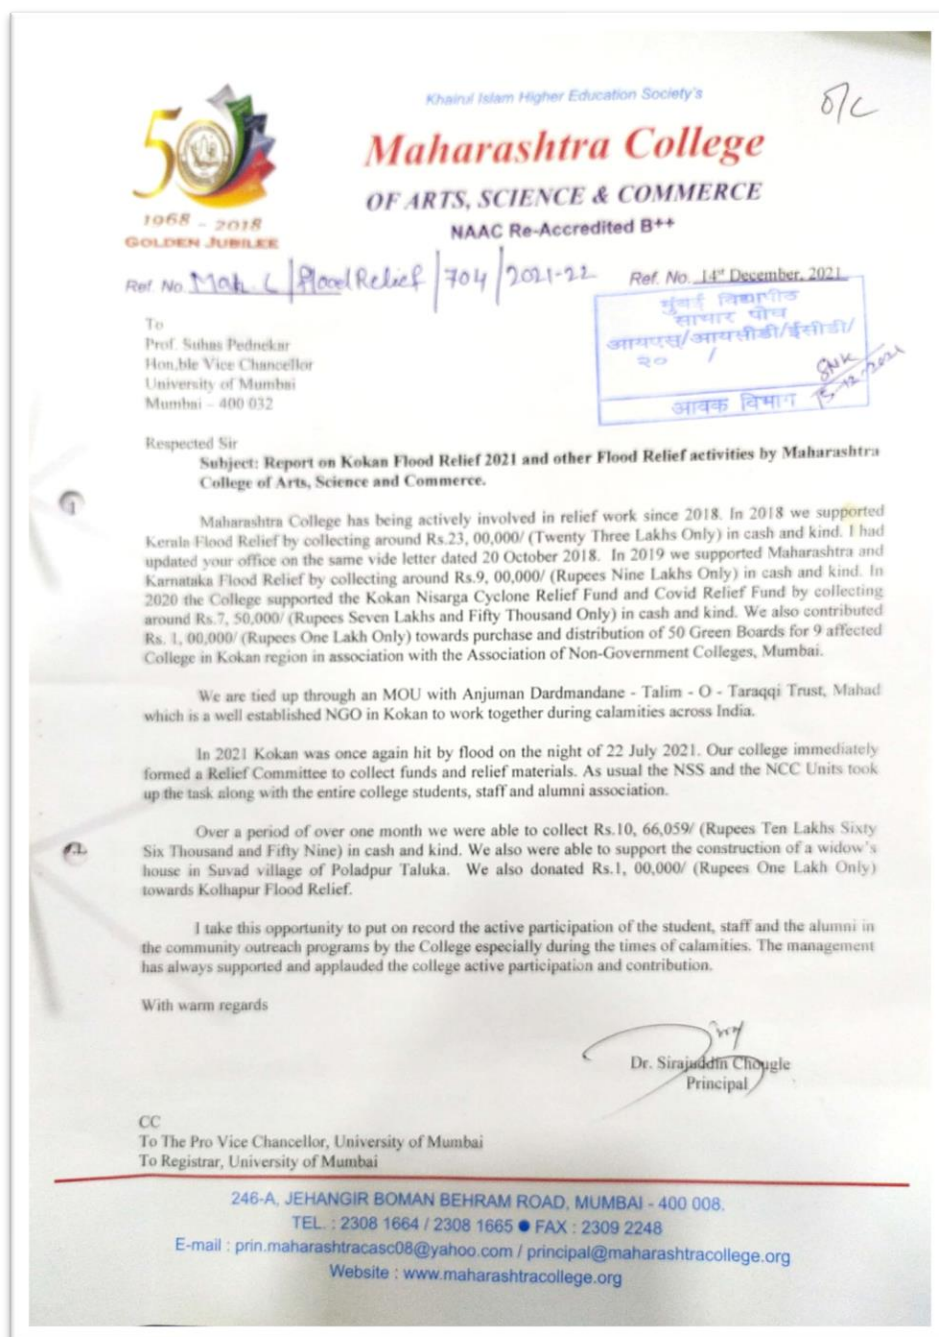 Khairul Islam Higher Education Society's
O/C
50
Maharashtra College
OF ARTS, SCIENCE & COMMERCE
NAAC Re-Accredited B++
1968 - 2018
GOLDEN JUBILEE
Ref. No. Mah. C / Flood Relief / 704 / 2021-22
Ref. No. 14st December, 2021
मुंबई विद्यापीठ
साभार पोच
आयएस/आयसीडी/ईसीडी/
२० /
SNK
15-12-2021
आवक विभाग
To
Prof. Suhas Pednekar
Hon,ble Vice Chancellor
University of Mumbai
Mumbai – 400 032
Respected Sir
Subject: Report on Kokan Flood Relief 2021 and other Flood Relief activities by Maharashtra
College of Arts, Science and Commerce.
Maharashtra College has being actively involved in relief work since 2018. In 2018 we supported
Kerala Flood Relief by collecting around Rs.23, 00,000/ (Twenty Three Lakhs Only) in cash and kind. I had
updated your office on the same vide letter dated 20 October 2018. In 2019 we supported Maharashtra and
Karnataka Flood Relief by collecting around Rs.9, 00,000/ (Rupees Nine Lakhs Only) in cash and kind. In
2020 the College supported the Kokan Nisarga Cyclone Relief Fund and Covid Relief Fund by collecting
around Rs.7, 50,000/ (Rupees Seven Lakhs and Fifty Thousand Only) in cash and kind. We also contributed
Rs. 1, 00,000/ (Rupees One Lakh Only) towards purchase and distribution of 50 Green Boards for 9 affected
College in Kokan region in association with the Association of Non-Government Colleges, Mumbai.
We are tied up through an MOU with Anjuman Dardmandane - Talim - O - Taraqqi Trust, Mahad
which is a well established NGO in Kokan to work together during calamities across India.
In 2021 Kokan was once again hit by flood on the night of 22 July 2021. Our college immediately
formed a Relief Committee to collect funds and relief materials. As usual the NSS and the NCC Units took
up the task along with the entire college students, staff and alumni association.
Over a period of over one month we were able to collect Rs.10, 66,059/ (Rupees Ten Lakhs Sixty
Six Thousand and Fifty Nine) in cash and kind. We also were able to support the construction of a widow's
house in Suvad village of Poladpur Taluka. We also donated Rs.1, 00,000/ (Rupees One Lakh Only)
towards Kolhapur Flood Relief.
I take this opportunity to put on record the active participation of the student, staff and the alumni in
the community outreach programs by the College especially during the times of calamities. The management
has always supported and applauded the college active participation and contribution.
With warm regards
Dr. Sirajuddin Chougle
Principal
CC
To The Pro Vice Chancellor, University of Mumbai
To Registrar, University of Mumbai
246-A, JEHANGIR BOMAN BEHRAM ROAD, MUMBAI - 400 008.
TEL. : 2308 1664 / 2308 1665 ● FAX : 2309 2248
E-mail : prin.maharashtracasc08@yahoo.com / principal@maharashtracollege.org
Website : www.maharashtracollege.org